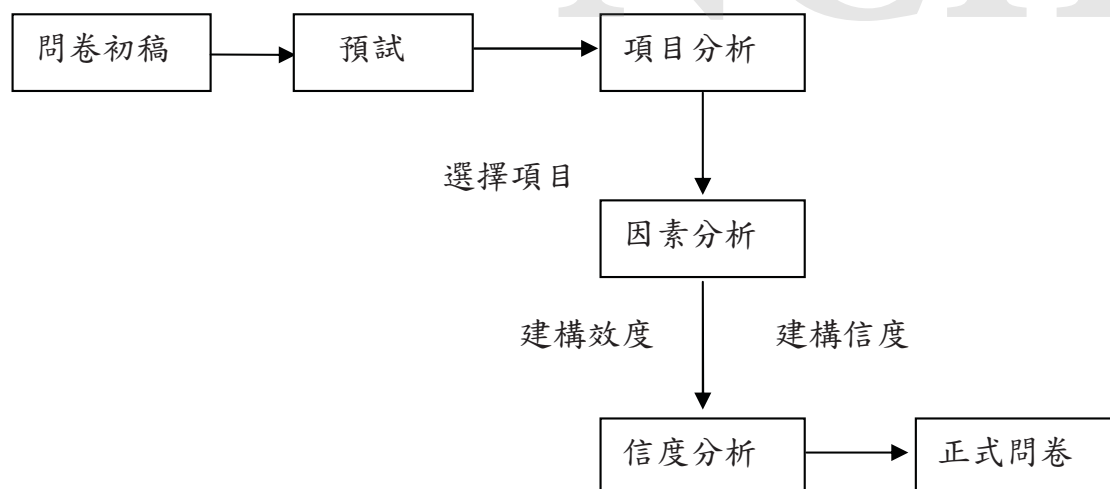 問卷初稿
預試
項目分析
選擇項目
因素分析
建構效度
建構信度
信度分析
正式問卷